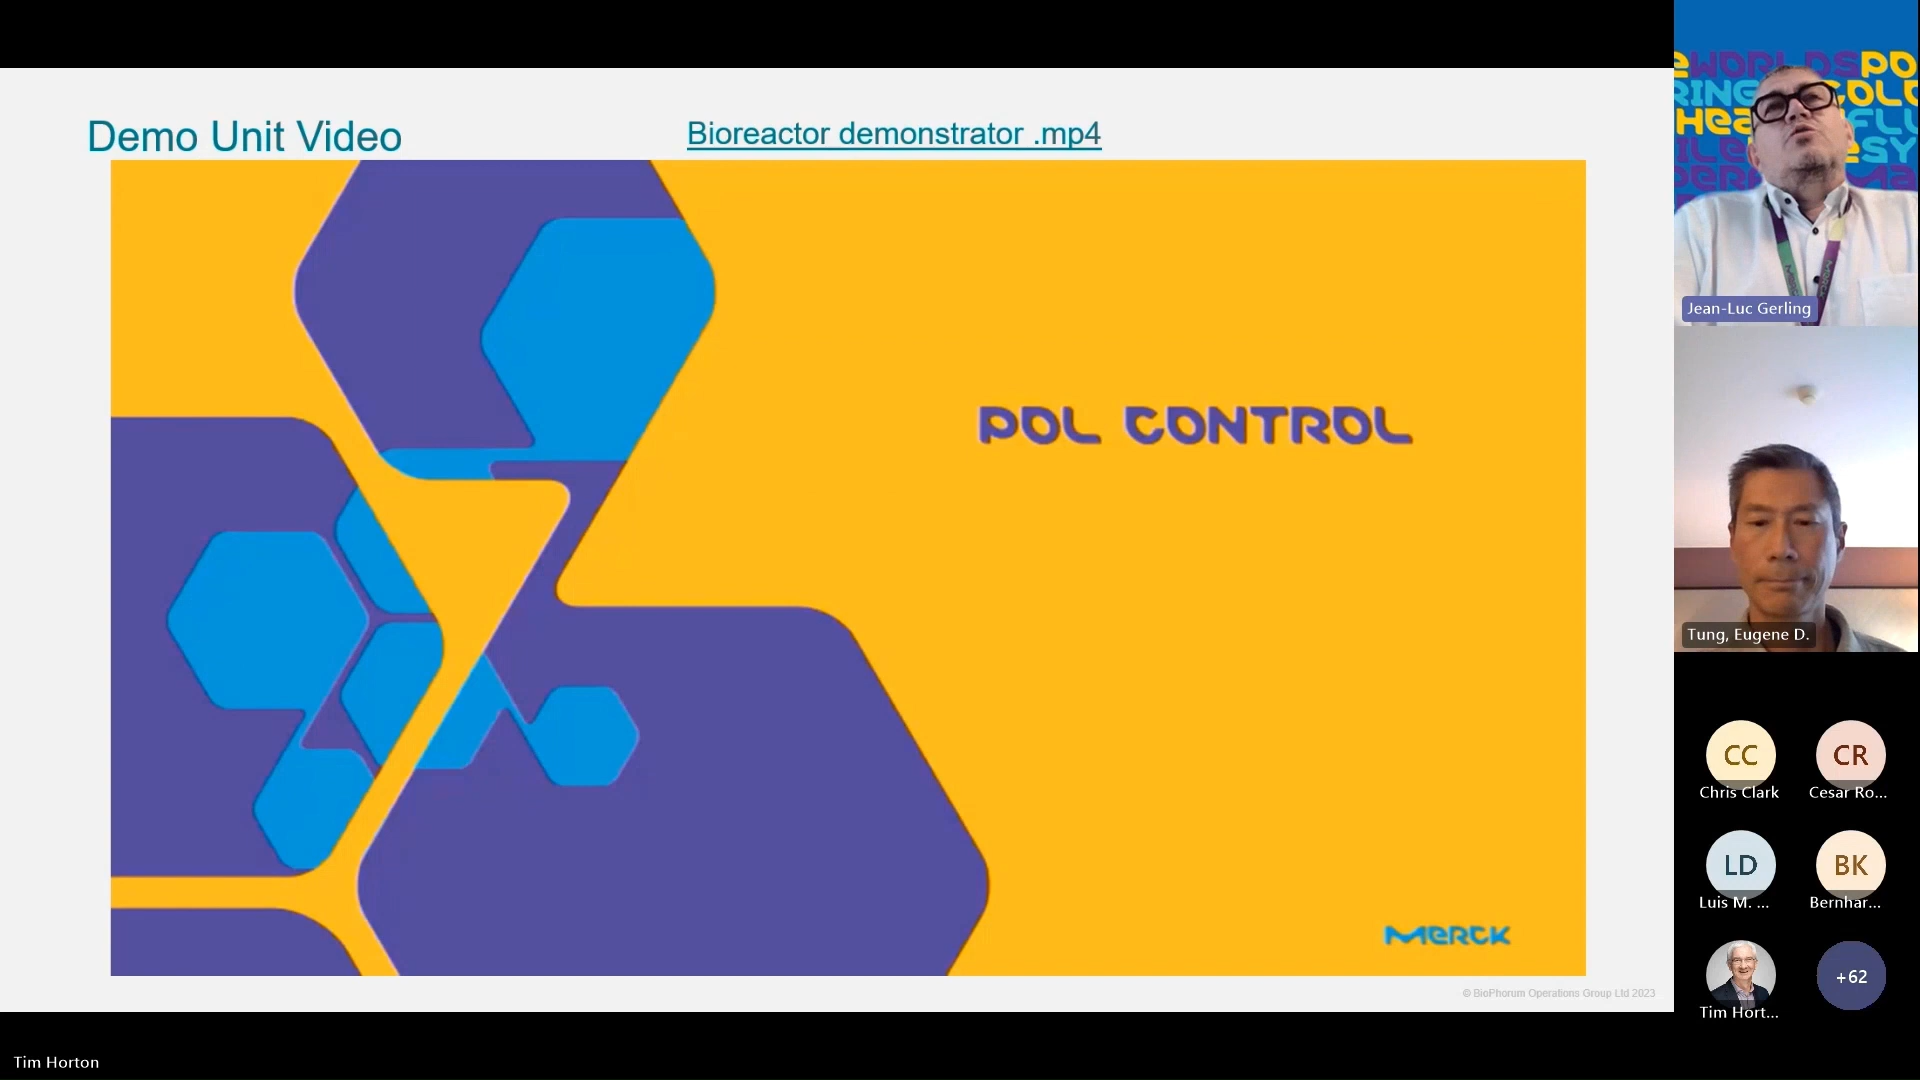 Demo Unit Video
Bioreactor demonstrator .mp4
POL CONTROL
MERCK
© BioPhorum Operations Group Ltd 2023
Tim Horton
Jean-Luc Gerling
Tung, Eugene D.
CC
CR
Chris Clark
Cesar Ro...
LD
BK
Luis M. ...
Bernhar...
+62
Tim Hort...